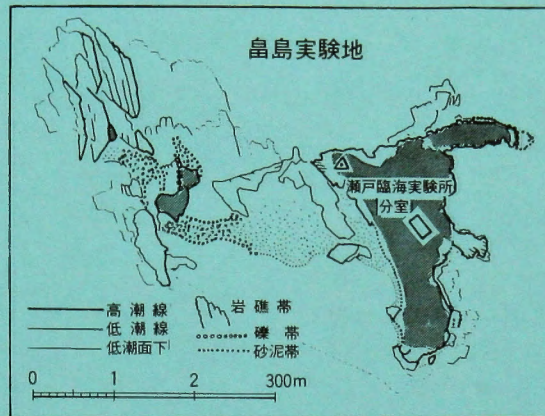 畠島実験地
瀬戸臨海実験所
分室
高潮線
低潮線
低潮面下
岩礁帯
礫帯
砂泥帯
0 1 2 300m